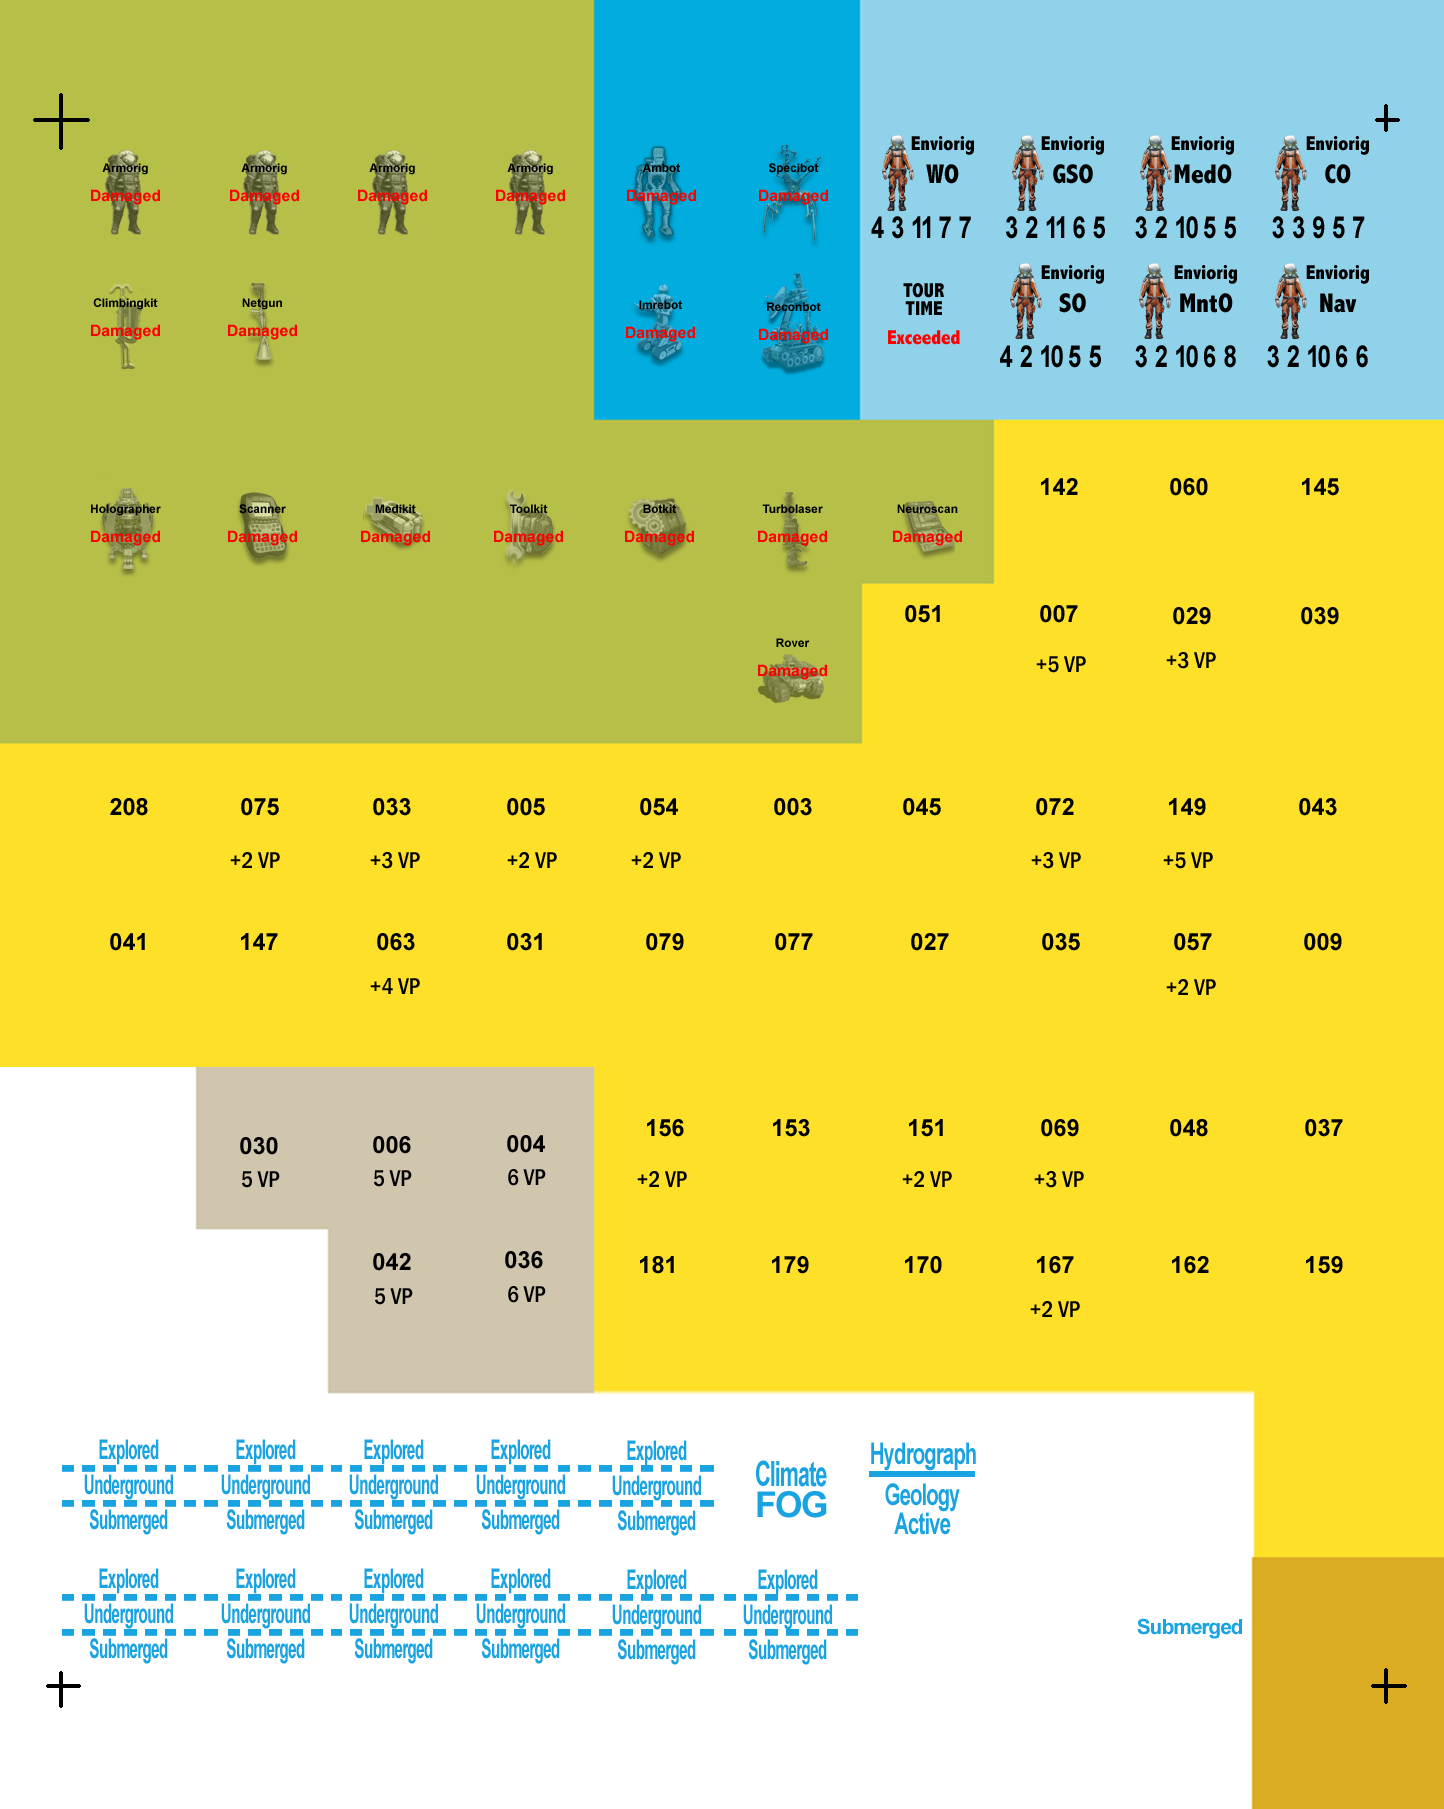 Armorig Armorig Armorig Armorig Ambot Specibot Enviorig Enviorig Enviorig Enviorig
Damaged Damaged Damaged Damaged Damaged Damaged WO GSO MedO CO
4 3 11 7 7 3 2 11 6 5 3 2 10 5 5 3 3 9 5 7
Climbingkit Netgun Imrebot Reconbot TOUR Enviorig Enviorig Enviorig
Damaged Damaged Damaged Damaged TIME SO MntO Nav
Exceeded 4 2 10 5 5 3 2 10 6 8 3 2 10 6 6
142 060 145
Holographer Scanner Medikit Toolkit Botkit Turbolaser Neuroscan
Damaged Damaged Damaged Damaged Damaged Damaged Damaged
051 007 029 039
+5 VP +3 VP
Rover
Damaged
208 075 033 005 054 003 045 072 149 043
+2 VP +3 VP +2 VP +2 VP +3 VP +5 VP
041 147 063 031 079 077 027 035 057 009
+4 VP +2 VP
030 006 004 156 153 151 069 048 037
5 VP 5 VP 6 VP +2 VP +2 VP +3 VP
042 036 181 179 170 167 162 159
5 VP 6 VP +2 VP
Explored Explored Explored Explored Explored Climate Hydrograph
Underground Underground Underground Underground Underground FOG Geology
Submerged Submerged Submerged Submerged Submerged Active
Explored Explored Explored Explored Explored Explored
Underground Underground Underground Underground Underground Underground
Submerged Submerged Submerged Submerged Submerged Submerged Submerged